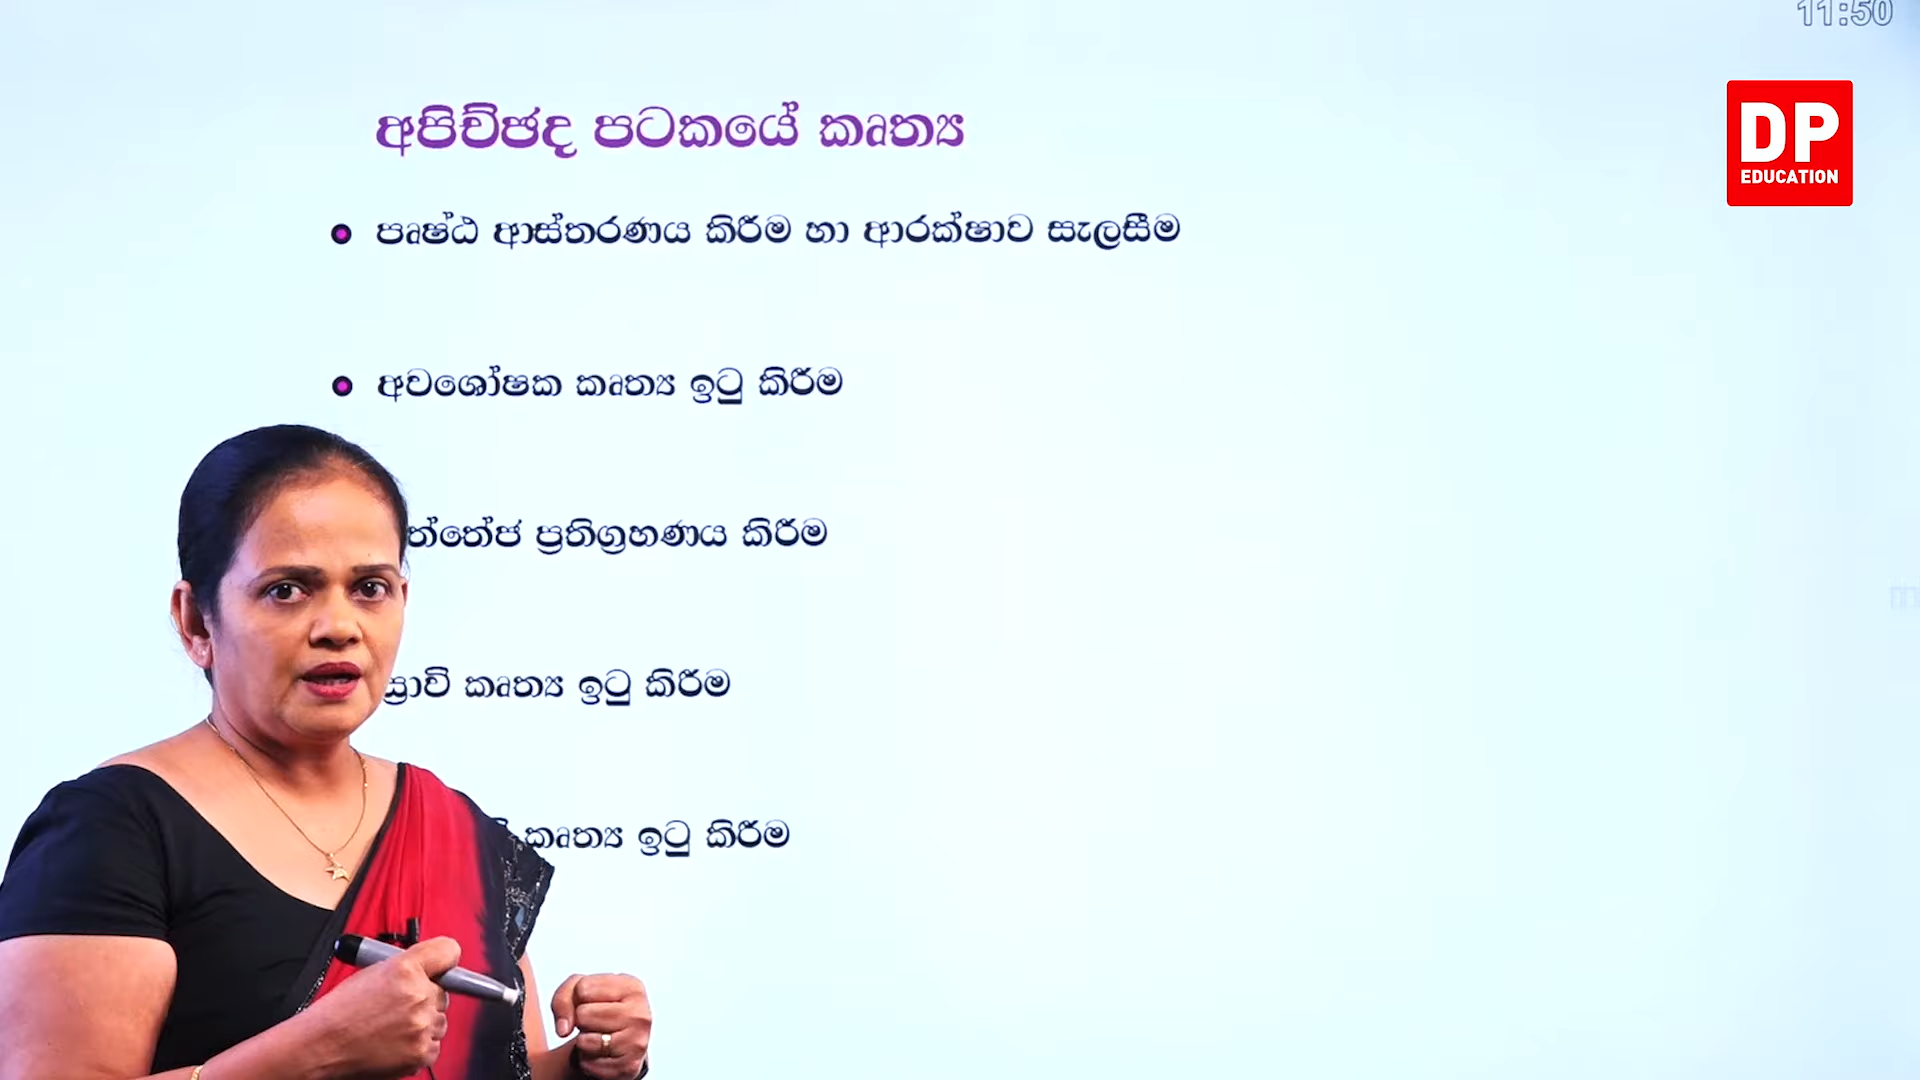 11:50
DP
EDUCATION
අපිච්ඡද පටකයේ කෘත්‍ය
පෘෂ්ඨ ආස්තරණය කිරීම හා ආරක්ෂාව සැලසීම
අවශෝෂක කෘත්‍ය ඉටු කිරීම
ප්‍රතිග්‍රහණය කිරීම
ස්‍රාවි කෘත්‍ය ඉටු කිරීම
කෘත්‍ය ඉටු කිරීම